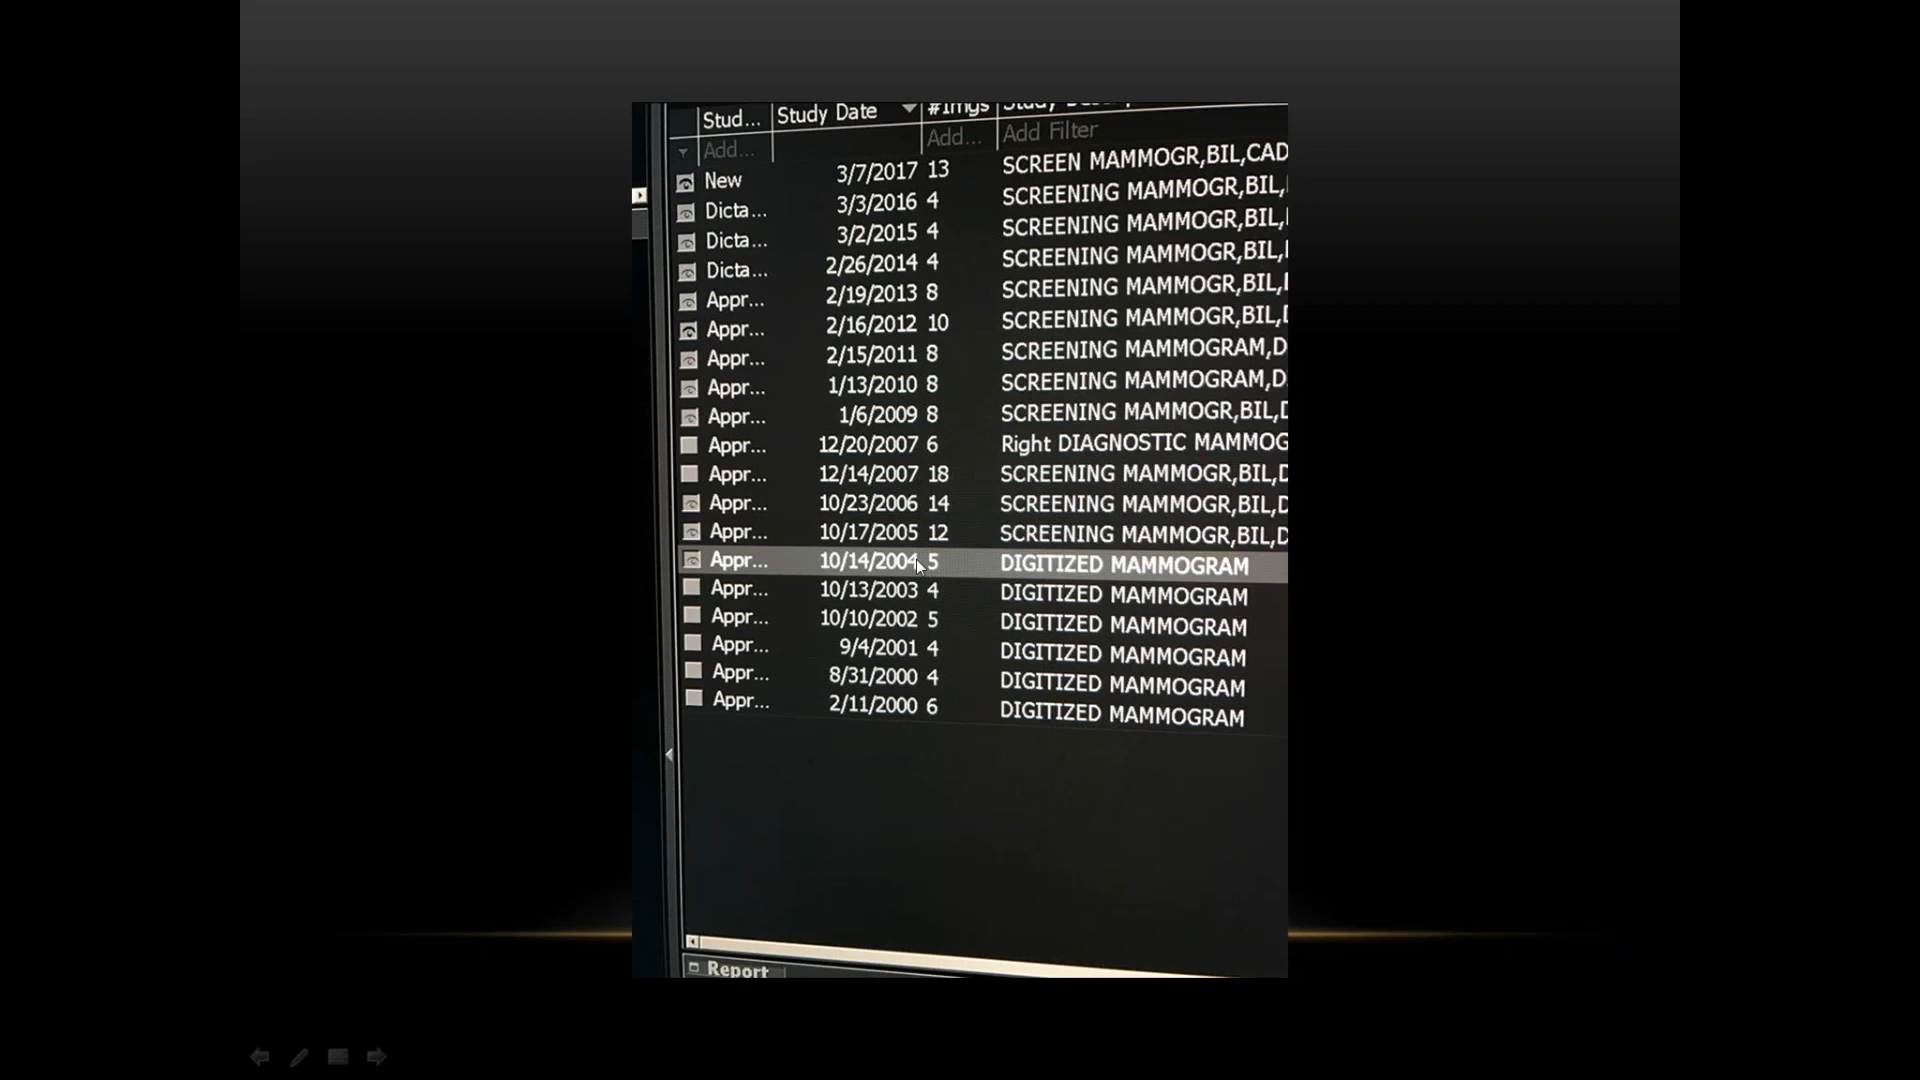 Stud... Study Date #Imgs
Add... Add... Add Filter
New 3/7/2017 13 SCREEN MAMMOGR,BIL,CAD
Dicta... 3/3/2016 4 SCREENING MAMMOGR,BIL,
Dicta... 3/2/2015 4 SCREENING MAMMOGR,BIL,
Dicta... 2/26/2014 4 SCREENING MAMMOGR,BIL,
Appr... 2/19/2013 8 SCREENING MAMMOGR,BIL,
Appr... 2/16/2012 10 SCREENING MAMMOGR,BIL,D
Appr... 2/15/2011 8 SCREENING MAMMOGRAM,D
Appr... 1/13/2010 8 SCREENING MAMMOGRAM,D
Appr... 1/6/2009 8 SCREENING MAMMOGR,BIL,D
Appr... 12/20/2007 6 Right DIAGNOSTIC MAMMOG
Appr... 12/14/2007 18 SCREENING MAMMOGR,BIL,D
Appr... 10/23/2006 14 SCREENING MAMMOGR,BIL,D
Appr... 10/17/2005 12 SCREENING MAMMOGR,BIL,D
Appr... 10/14/2004 5 DIGITIZED MAMMOGRAM
Appr... 10/13/2003 4 DIGITIZED MAMMOGRAM
Appr... 10/10/2002 5 DIGITIZED MAMMOGRAM
Appr... 9/4/2001 4 DIGITIZED MAMMOGRAM
Appr... 8/31/2000 4 DIGITIZED MAMMOGRAM
Appr... 2/11/2000 6 DIGITIZED MAMMOGRAM
Report